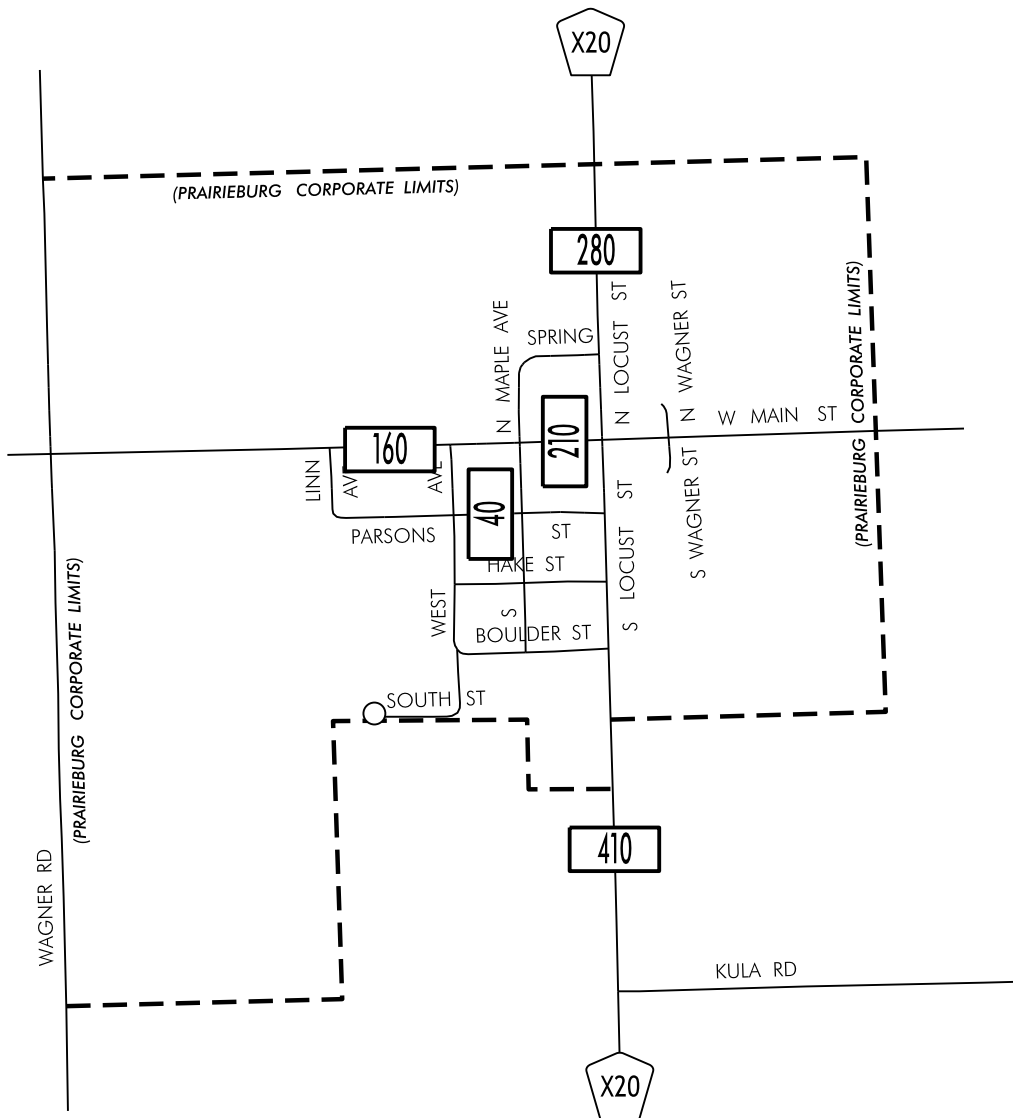 X20
(PRAIRIEBURG CORPORATE LIMITS)
280
N LOCUST ST
N WAGNER ST
(PRAIRIEBURG CORPORATE LIMITS)
N MAPLE AVE
SPRING
W MAIN ST
160
210
LINN AVE
WEST AVE
40
PARSONS ST
HAKE ST
S LOCUST ST
S WAGNER ST
S
BOULDER ST
SOUTH ST
(PRAIRIEBURG CORPORATE LIMITS)
410
WAGNER RD
KULA RD
X20